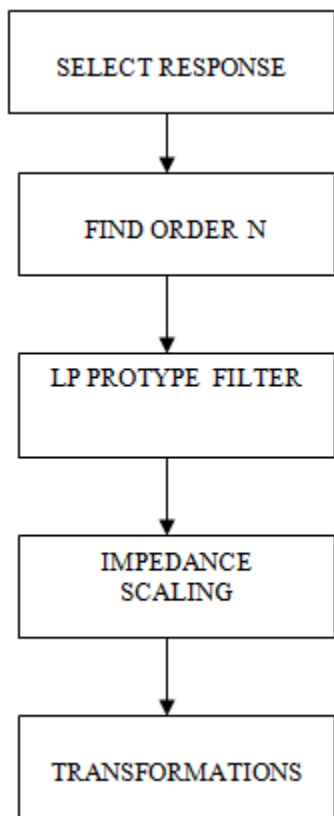 SELECT RESPONSE
FIND ORDER N
LP PROTYPE FILTER
IMPEDANCE
SCALING
TRANSFORMATIONS